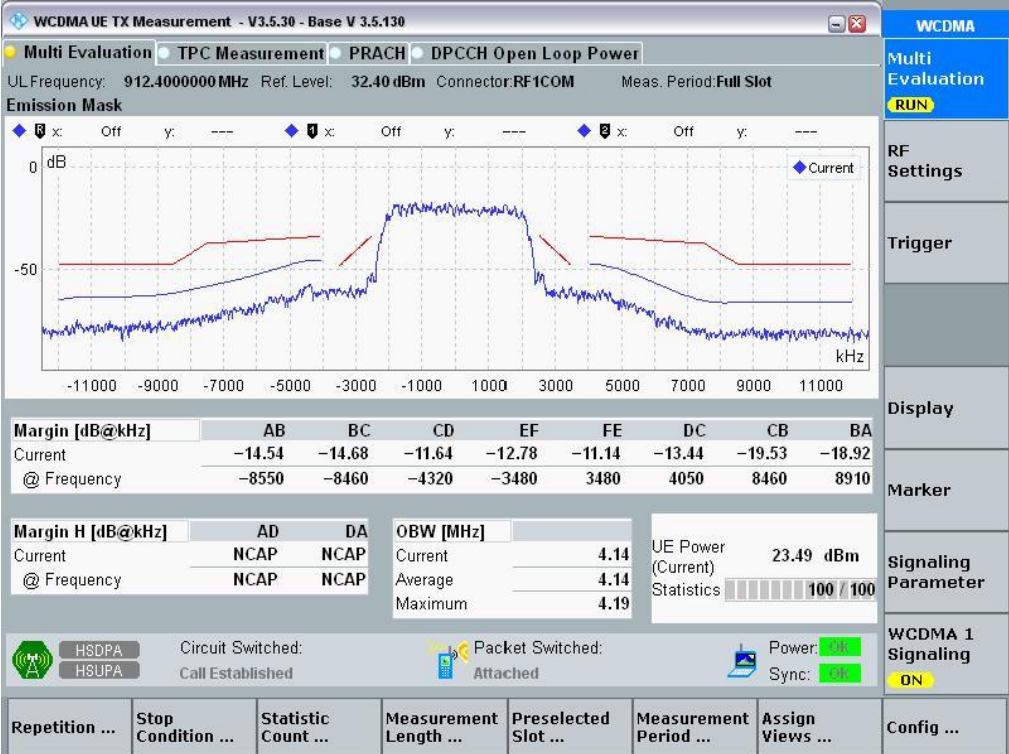 WCDMA UE TX Measurement - V3.5.30 - Base V 3.5.130
WCDMA
Multi Evaluation TPC Measurement PRACH DPCCH Open Loop Power
UL Frequency: 912.4000000 MHz Ref. Level: 32.40 dBm Connector:RF1COM Meas. Period:Full Slot
Emission Mask
R x: Off y: --- 1 x: Off y: --- 2 x: Off y: ---
dB
Current
0
-50
kHz
-11000 -9000 -7000 -5000 -3000 -1000 1000 3000 5000 7000 9000 11000
Margin [dB@kHz] AB BC CD EF FE DC CB BA
Current -14.54 -14.68 -11.64 -12.78 -11.14 -13.44 -19.53 -18.92
@ Frequency -8550 -8460 -4320 -3480 3480 4050 8460 8910
Margin H [dB@kHz] AD DA
Current NCAP NCAP
@ Frequency NCAP NCAP
OBW [MHz]
Current 4.14
Average 4.14
Maximum 4.19
UE Power
(Current)
23.49 dBm
Statistics 100 / 100
HSDPA
HSUPA
Circuit Switched:
Call Established
Packet Switched:
Attached
Power: OK
Sync: OK
Multi
Evaluation
RUN
RF
Settings
Trigger
Display
Marker
Signaling
Parameter
WCDMA 1
Signaling
ON
Repetition ...
Stop
Condition ...
Statistic
Count ...
Measurement
Length ...
Preselected
Slot ...
Measurement
Period ...
Assign
Views ...
Config ...